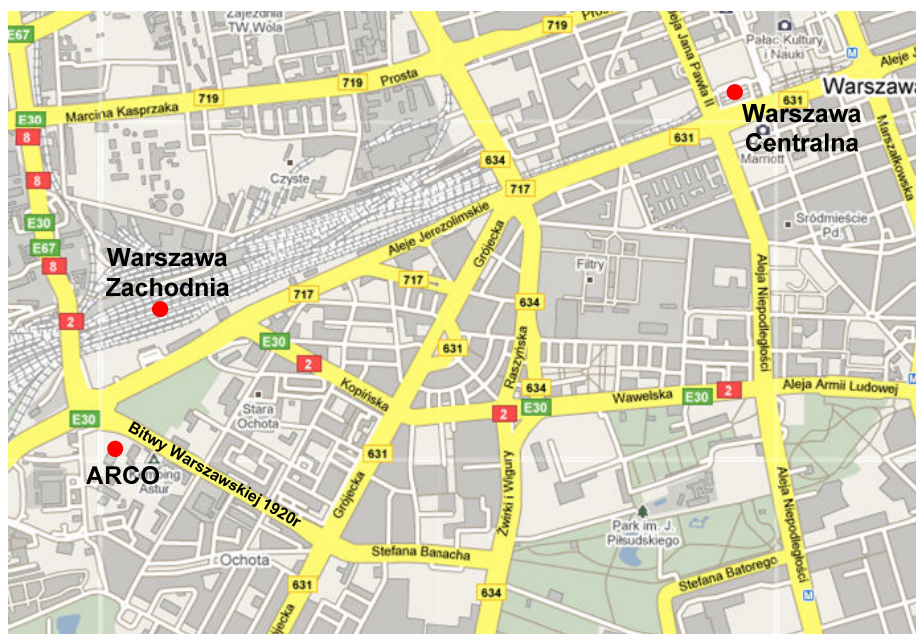 E67
Zajezdnia
TW Wola
719
Prosta
Aleja Jana Pawła II
Pałac Kultury
i Nauki
M
Aleje J
E67
719
Prosta
719
Marcina Kasprzaka
Warszawa
Centralna
631
Warszawa
Marriott
Marszałkowska
E30
8
634
631
8
Czyste
717
E30
E67
8
Aleje Jerozolimskie
Grójecka
Śródmieście
Pd.
Warszawa
Zachodnia
Filtry
717
717
634
Aleja Niepodległości
2
E30
631
2
Raszyńska
Kopińska
634
Wawelska
E30
2
Aleja Armii Ludowej
M
E30
Stara
Ochota
2
E30
Bitwy Warszawskiej 1920r
ARCO
Kemping
Astur
631
Grójecka
Żwirki i Wigury
Aleja Niepodległości
Park im. J.
Piłsudskiego
Ochota
Stefana Banacha
Stefana Batorego
631
634
M
Grójecka